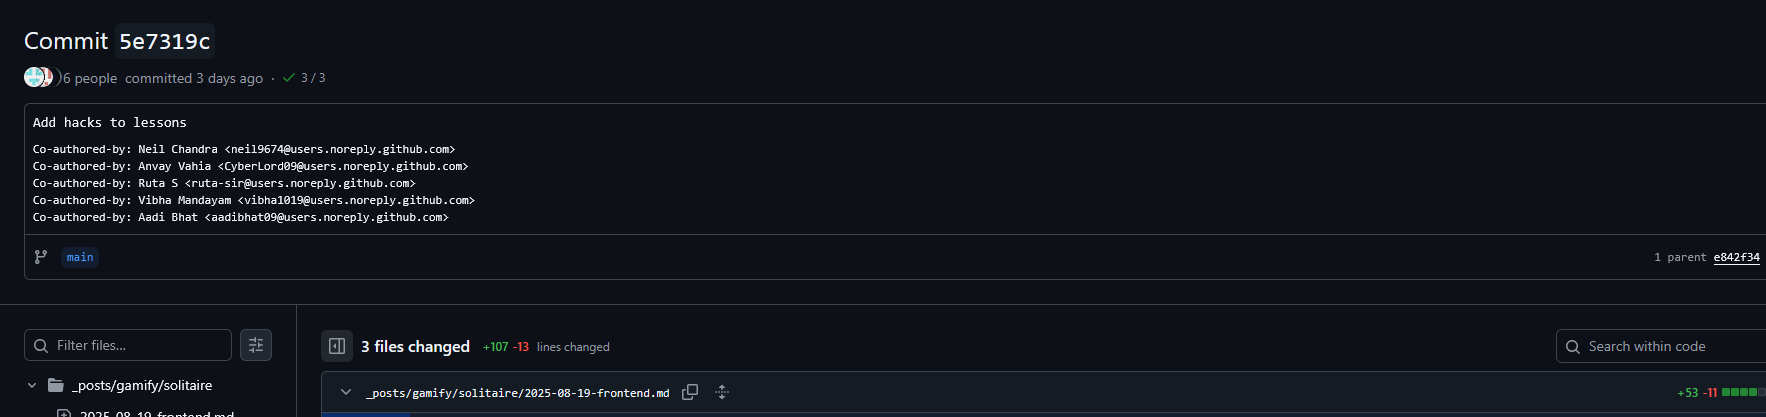 Commit 5e7319c
6 people committed 3 days ago · 3 / 3
Add hacks to lessons
Co-authored-by: Neil Chandra <neil9674@users.noreply.github.com>
Co-authored-by: Anvay Vahia <CyberLord09@users.noreply.github.com>
Co-authored-by: Ruta S <ruta-sir@users.noreply.github.com>
Co-authored-by: Vibha Mandayam <vibha1019@users.noreply.github.com>
Co-authored-by: Aadi Bhat <aadibhat09@users.noreply.github.com>
main
1 parent e842f34
Filter files...
3 files changed +107 -13 lines changed
Search within code
_posts/gamify/solitaire
_posts/gamify/solitaire/2025-08-19-frontend.md
+53 -11
2025-08-19-frontend.md